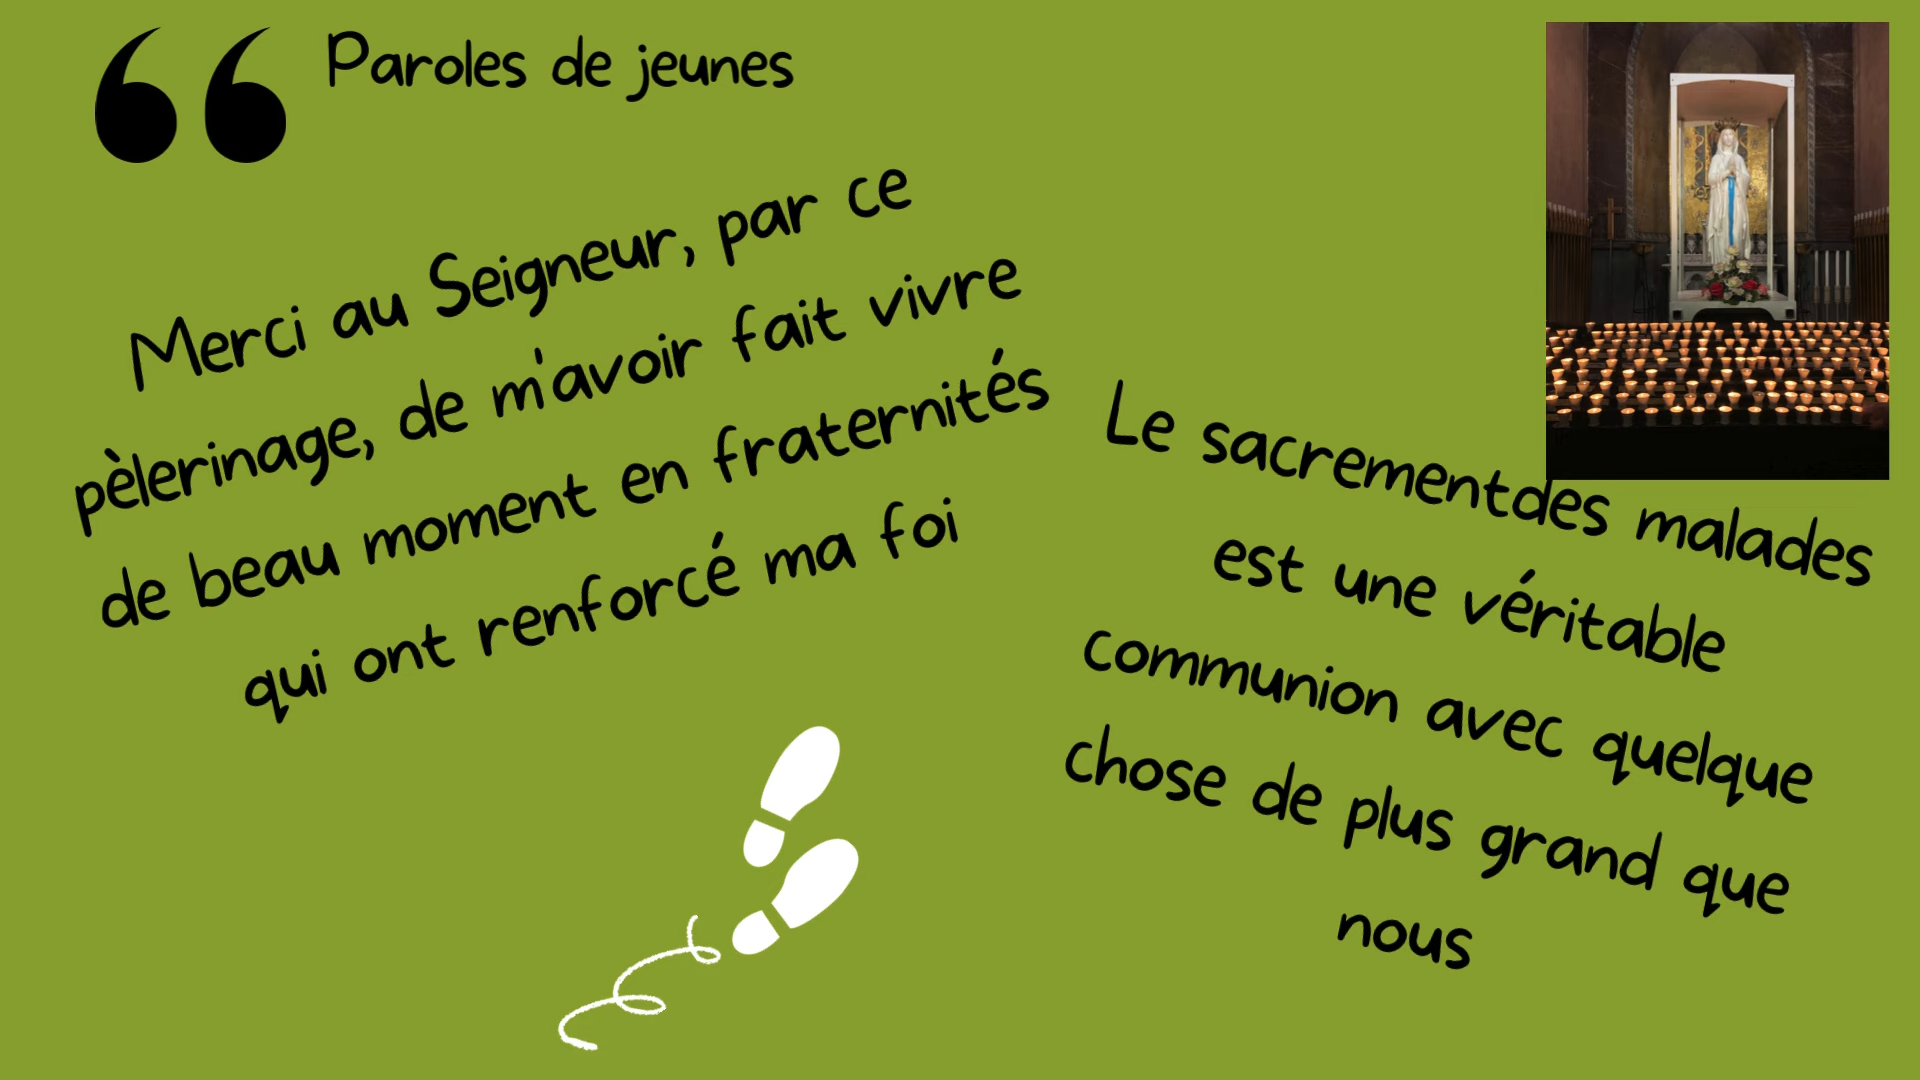 Paroles de jeunes
Merci au Seigneur, par ce
pèlerinage, de m'avoir fait vivre
de beau moment en fraternités
qui ont renforcé ma foi
Le sacrementdes malades
est une véritable
communion avec quelque
chose de plus grand que
nous